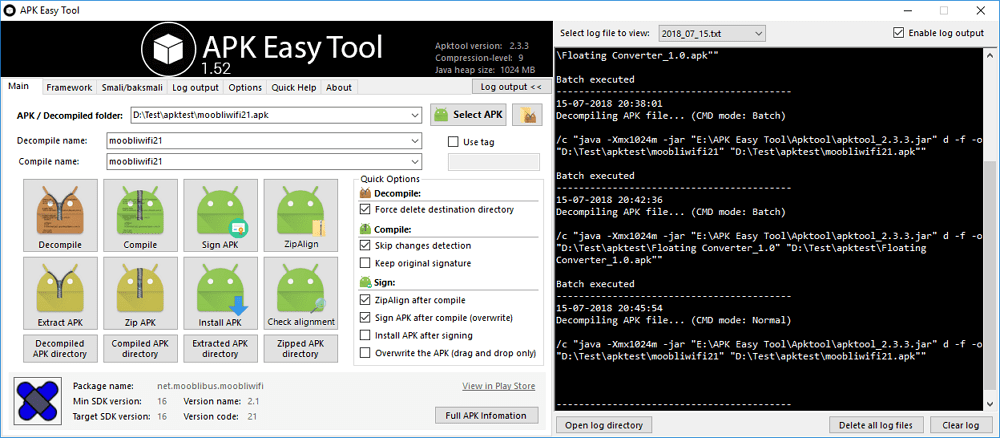 APK Easy Tool
APK Easy Tool
1.52
Apktool version: 2.3.3
Compression-level: 9
Java heap size: 1024 MB
Main Framework Smali/baksmali Log output Options Quick Help About Log output <<
APK / Decompiled folder: D:\Test\apktest\moobliwifi21.apk Select APK
Decompile name: moobliwifi21 Use tag
Compile name: moobliwifi21
Decompile Compile Sign APK ZipAlign
Extract APK Zip APK Install APK Check alignment
Decompiled APK directory
Compiled APK directory
Extracted APK directory
Zipped APK directory
Quick Options
Decompile:
Force delete destination directory
Compile:
Skip changes detection
Keep original signature
Sign:
ZipAlign after compile
Sign APK after compile (overwrite)
Install APK after signing
Overwrite the APK (drag and drop only)
Package name: net.mooblibus.moobliwifi View in Play Store
Min SDK version: 16 Version name: 2.1
Target SDK version: 16 Version code: 21 Full APK Infomation
Select log file to view: 2018_07_15.txt Enable log output
\Floating Converter_1.0.apk""
Batch executed
----------------------------------------
15-07-2018 20:38:01
Decompiling APK file... (CMD mode: Batch)
/c "java -Xmx1024m -jar "E:\APK Easy Tool\Apktool\apktool_2.3.3.jar" d -f -o
"D:\Test\apktest\moobliwifi21" "D:\Test\apktest\moobliwifi21.apk""
Batch executed
----------------------------------------
15-07-2018 20:42:36
Decompiling APK file... (CMD mode: Batch)
/c "java -Xmx1024m -jar "E:\APK Easy Tool\Apktool\apktool_2.3.3.jar" d -f -o
"D:\Test\apktest\Floating Converter_1.0" "D:\Test\apktest\Floating
Converter_1.0.apk""
Batch executed
----------------------------------------
15-07-2018 20:45:54
Decompiling APK file... (CMD mode: Normal)
/c "java -Xmx1024m -jar "E:\APK Easy Tool\Apktool\apktool_2.3.3.jar" d -f -o
"D:\Test\apktest\moobliwifi21" "D:\Test\apktest\moobliwifi21.apk""
----------------------------------------
Open log directory Delete all log files Clear log